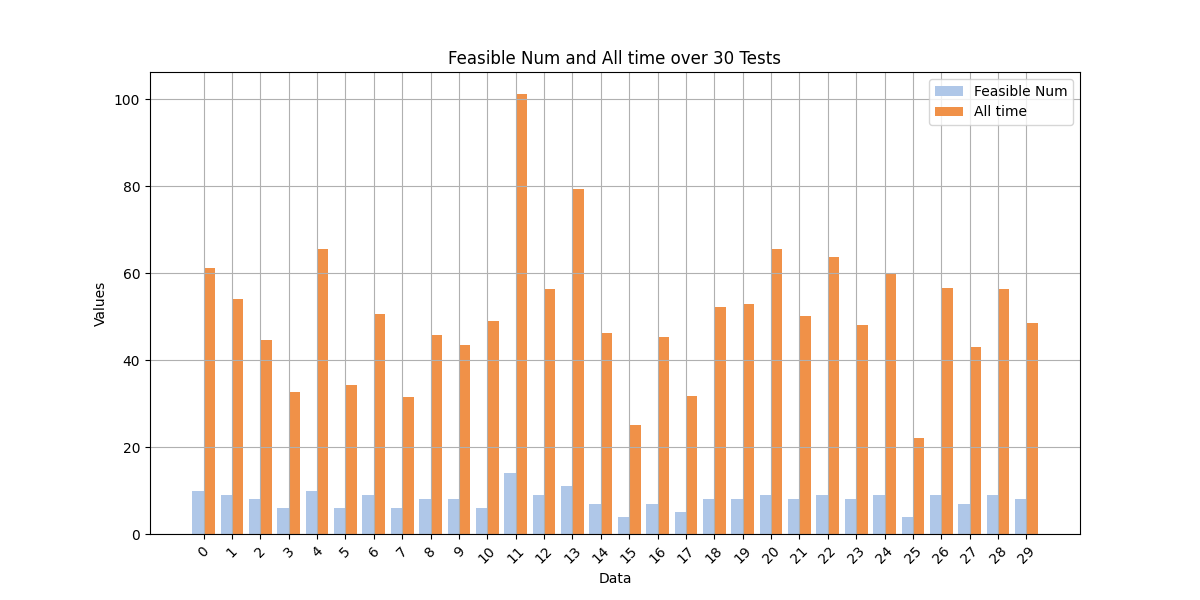 Feasible Num and All time over 30 Tests
Feasible Num
All time
Values
100
80
60
40
20
0
0 1 2 3 4 5 6 7 8 9 10 11 12 13 14 15 16 17 18 19 20 21 22 23 24 25 26 27 28 29
Data